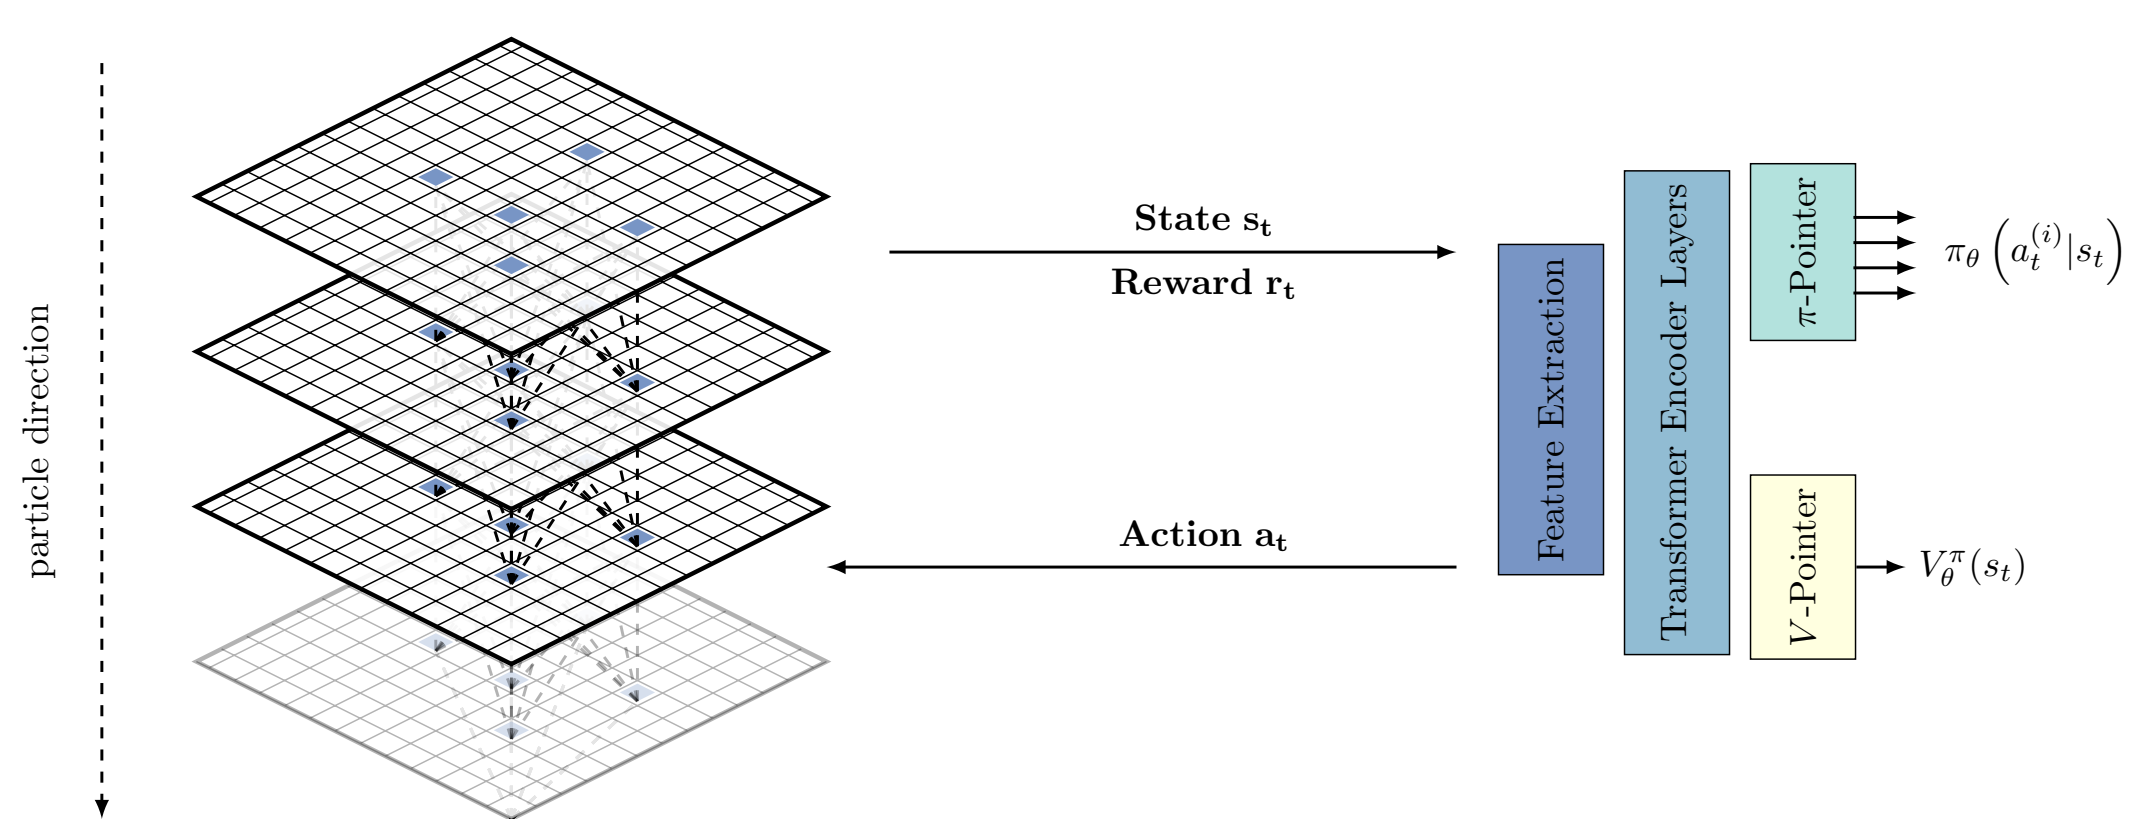 particle direction
State s_t
Reward r_t
Action a_t
Feature Extraction
Transformer Encoder Layers
π-Pointer
V-Pointer
π_θ (a_t^{(i)}|s_t)
V_θ^π(s_t)